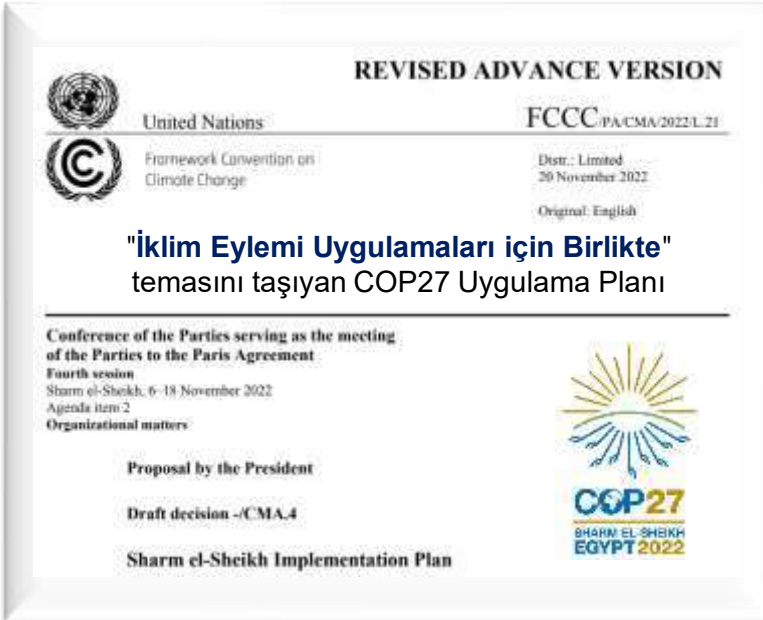 REVISED ADVANCE VERSION
United Nations
FCCC/PA/CMA/2022/L.21
Framework Convention on
Climate Change
Distr.: Limited
20 November 2022
Original: English
"İklim Eylemi Uygulamaları için Birlikte"
temasını taşıyan COP27 Uygulama Planı
Conference of the Parties serving as the meeting
of the Parties to the Paris Agreement
Fourth session
Sharm el-Sheikh, 6–18 November 2022
Agenda item 2
Organizational matters
Proposal by the President
Draft decision -/CMA.4
Sharm el-Sheikh Implementation Plan
COP27
SHARM EL-SHEIKH
EGYPT 2022